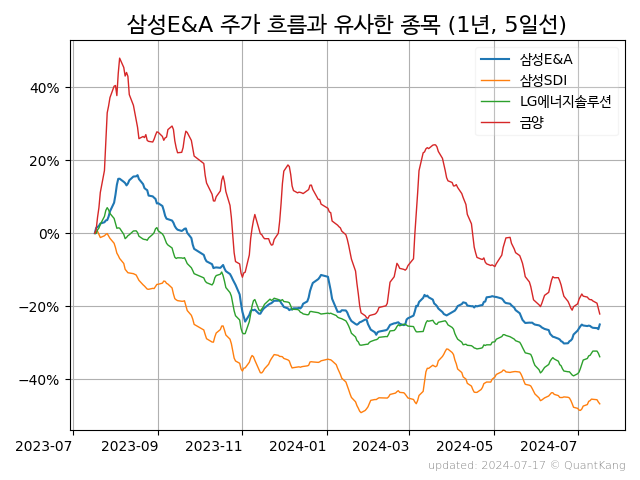 삼성E&A 주가 흐름과 유사한 종목 (1년, 5일선)
삼성E&A
삼성SDI
LG에너지솔루션
금양
40%
20%
0%
−20%
−40%
2023-07 2023-09 2023-11 2024-01 2024-03 2024-05 2024-07
updated: 2024-07-17 © QuantKang